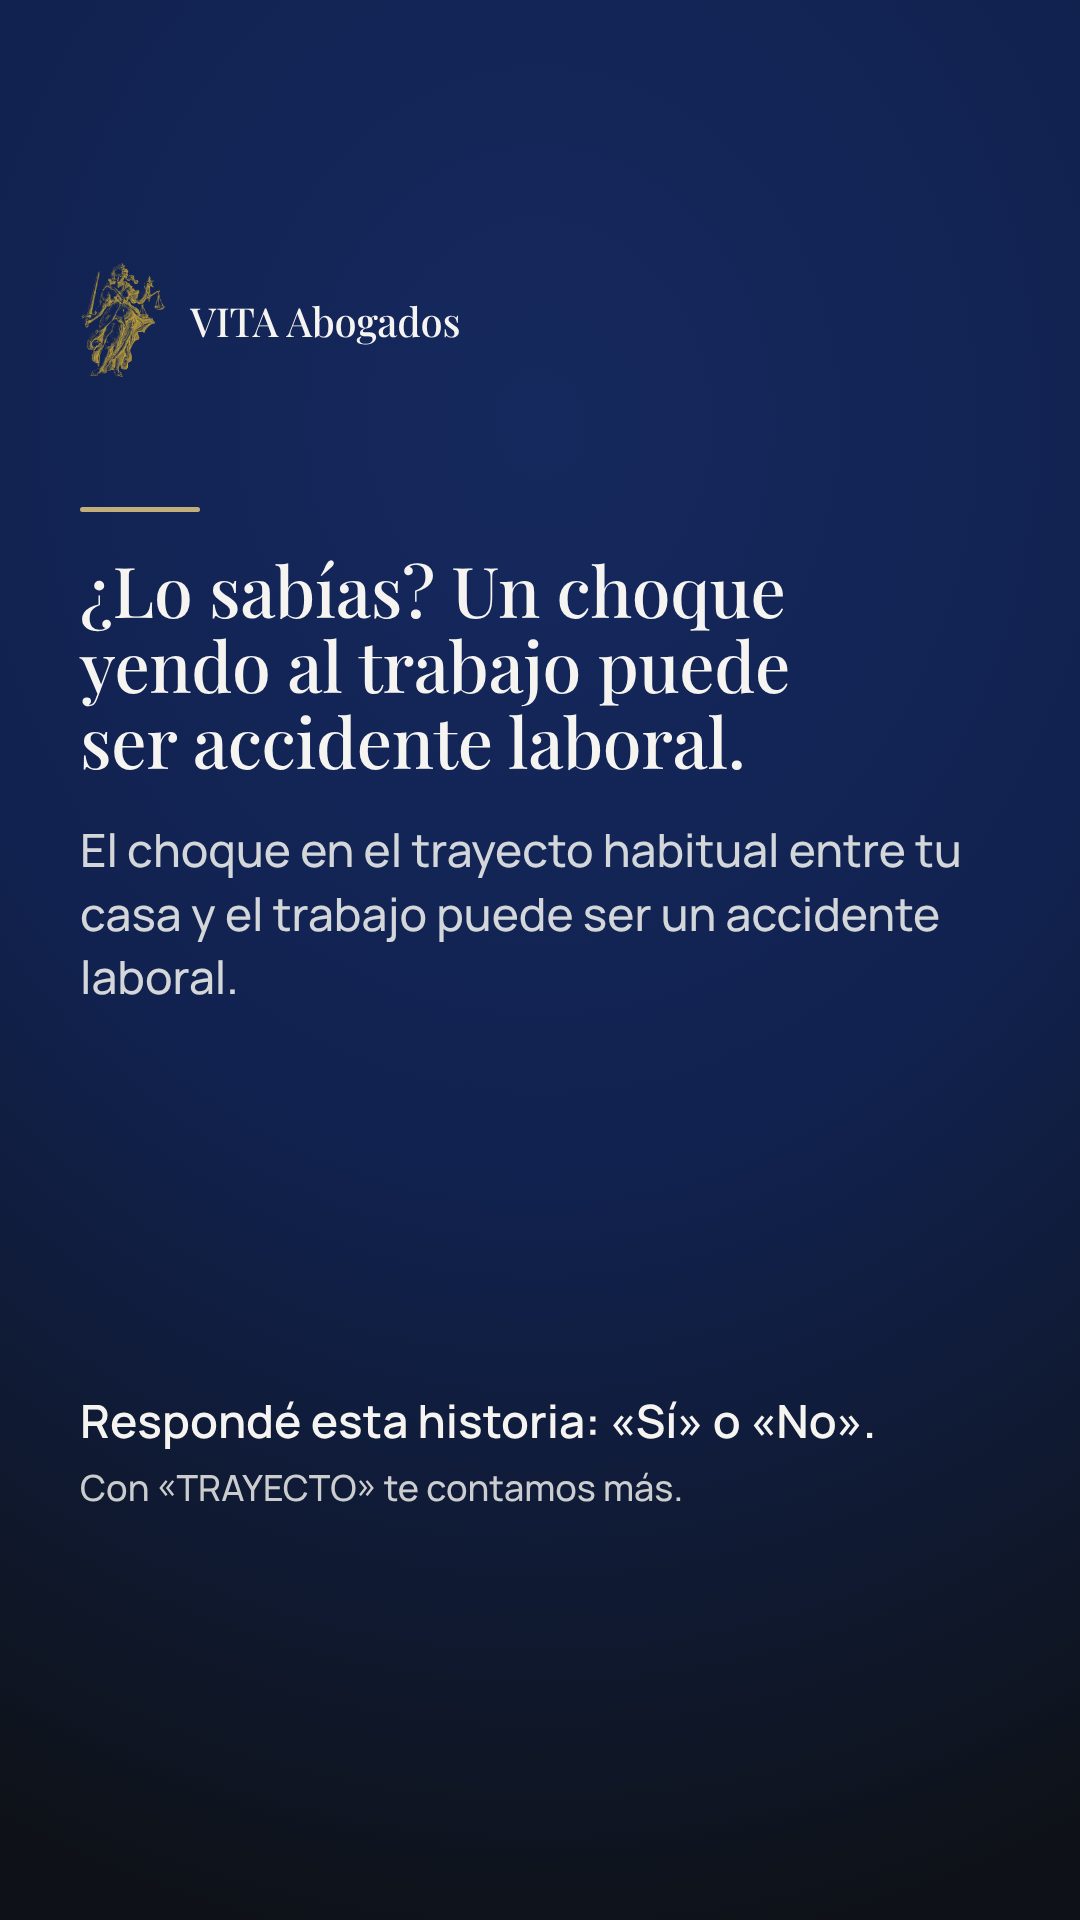 VITA Abogados
¿Lo sabías? Un choque
yendo al trabajo puede
ser accidente laboral.
El choque en el trayecto habitual entre tu
casa y el trabajo puede ser un accidente
laboral.
Respondé esta historia: «Sí» o «No».
Con «TRAYECTO» te contamos más.